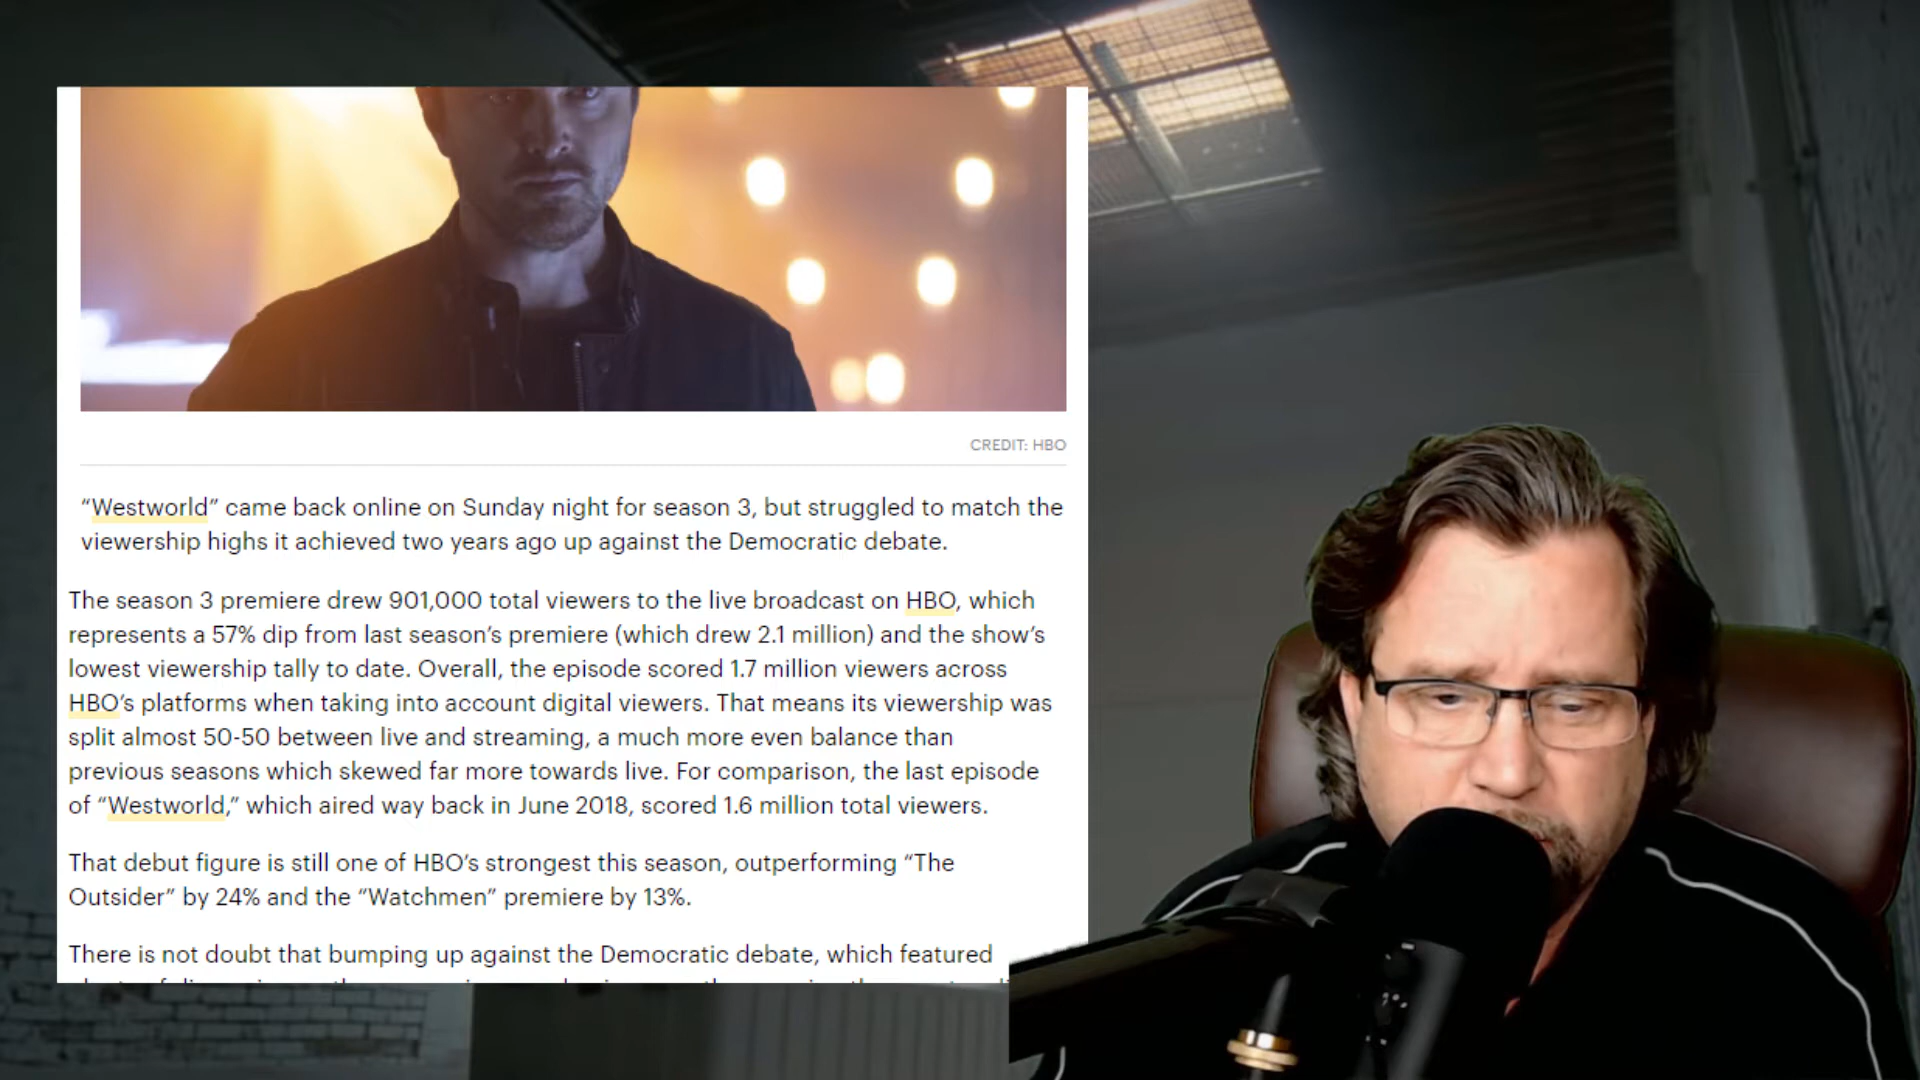 CREDIT: HBO
“Westworld” came back online on Sunday night for season 3, but struggled to match the
viewership highs it achieved two years ago up against the Democratic debate.
The season 3 premiere drew 901,000 total viewers to the live broadcast on HBO, which
represents a 57% dip from last season’s premiere (which drew 2.1 million) and the show’s
lowest viewership tally to date. Overall, the episode scored 1.7 million viewers across
HBO’s platforms when taking into account digital viewers. That means its viewership was
split almost 50-50 between live and streaming, a much more even balance than
previous seasons which skewed far more towards live. For comparison, the last episode
of “Westworld,” which aired way back in June 2018, scored 1.6 million total viewers.
That debut figure is still one of HBO’s strongest this season, outperforming “The
Outsider” by 24% and the “Watchmen” premiere by 13%.
There is not doubt that bumping up against the Democratic debate, which featured